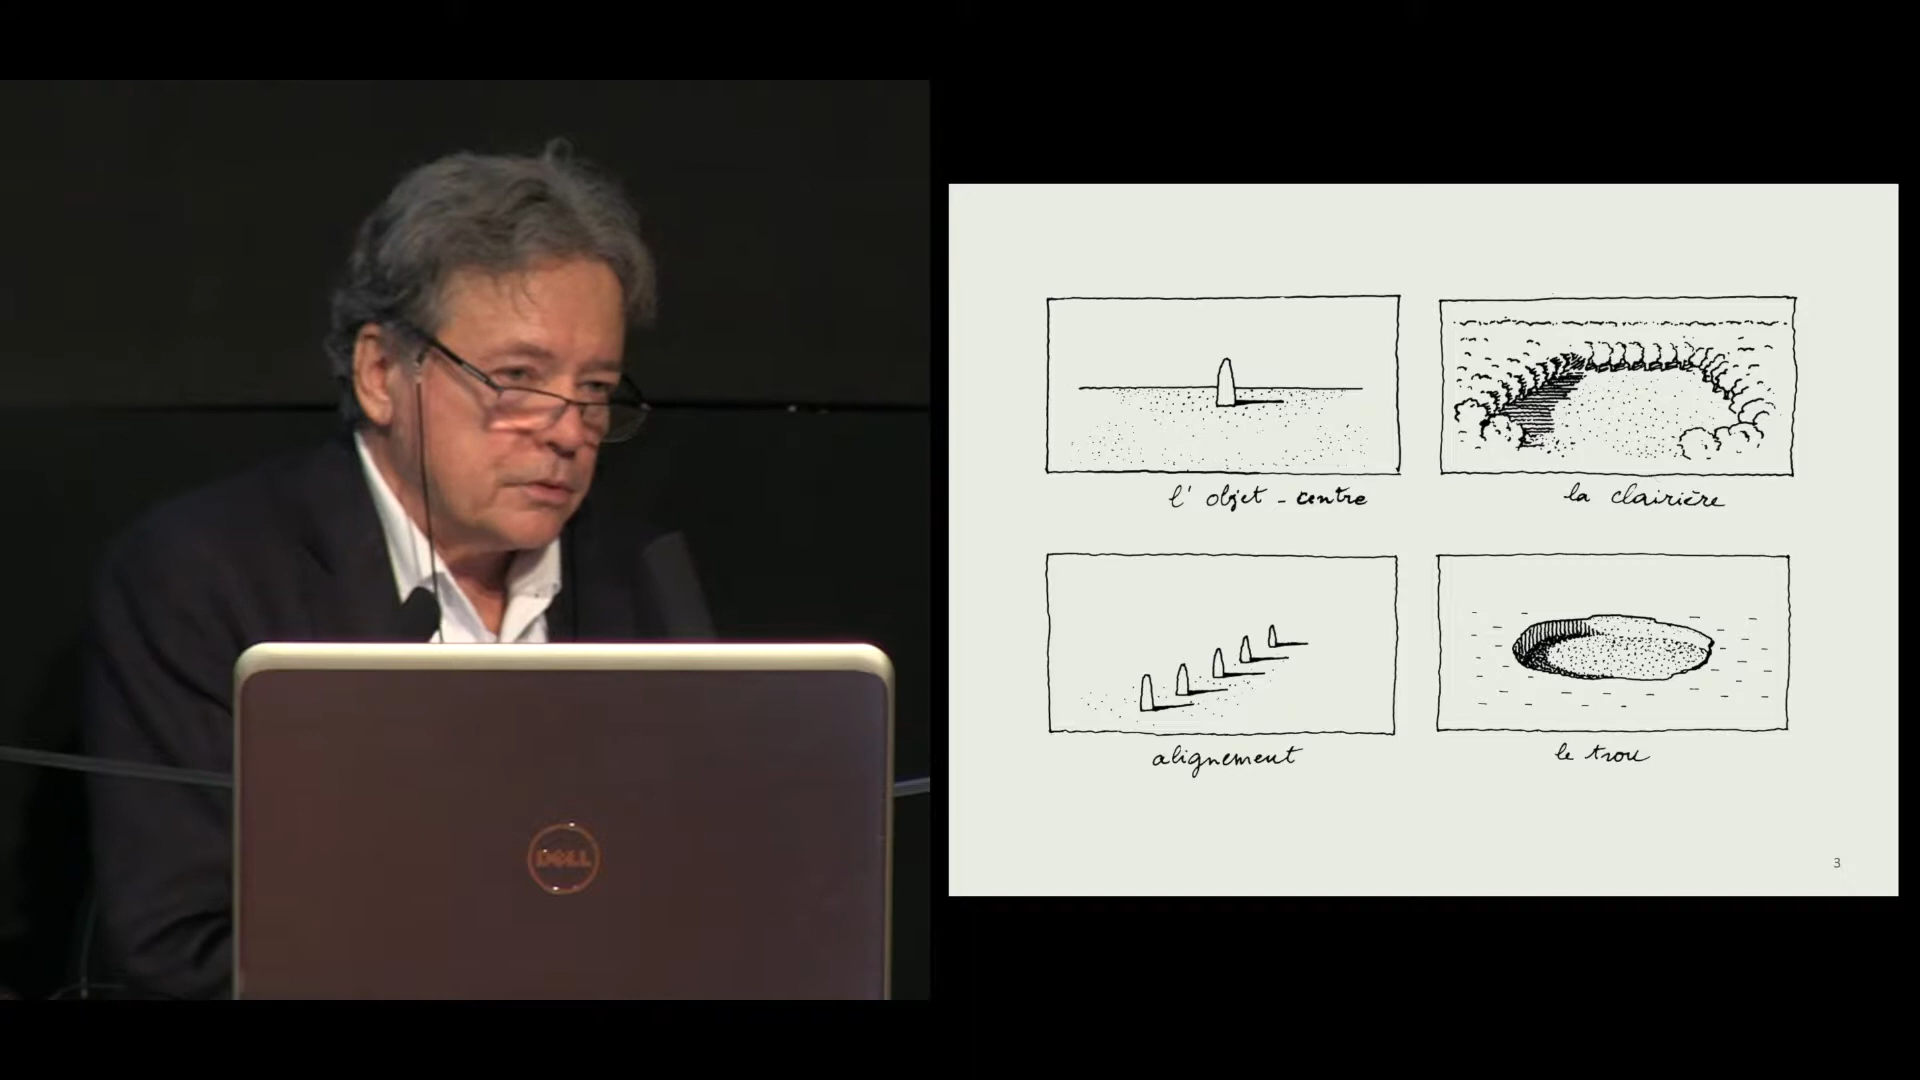 l' objet - centre
la clairière
alignement
le trou
3
DELL